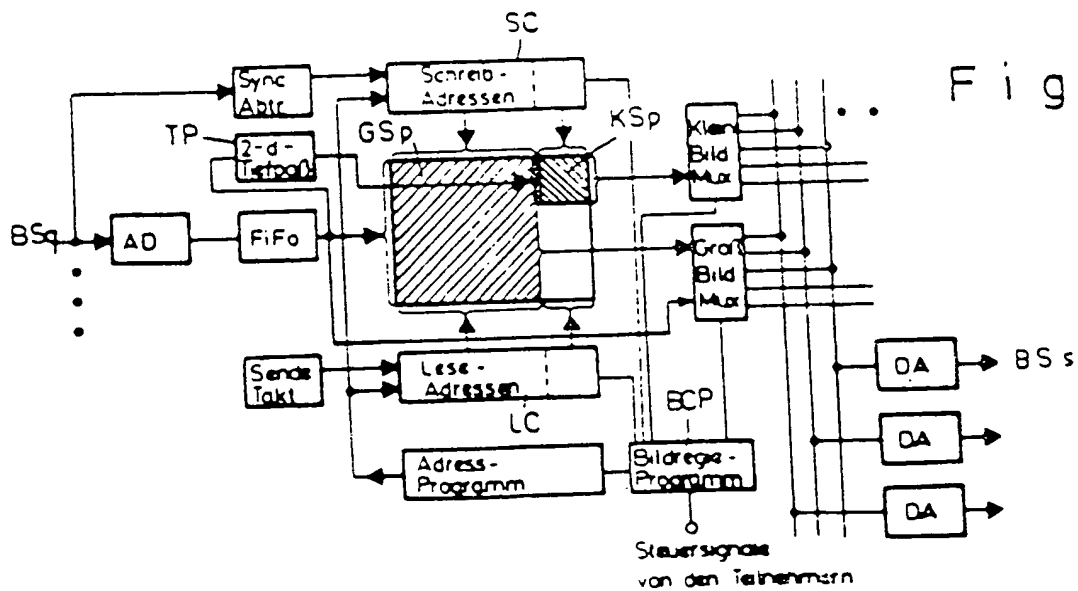 SC
Fig
Sync
Abtr.
Schreib-
Adressen
TP
2-d-
Tiefpaß
GSp
KSp
Klein
Bild
Mux
BSq
AD
FiFo
Groß
Bild
Mux
Sende
Takt
Lese-
Adressen
LC
BCP
DA
BSs
Adress-
Programm
Bildregie-
Programm
DA
DA
Steuersignale
von den Teilnehmern